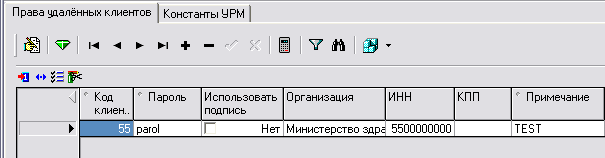 Права удалённых клиентов Константы УРМ
Код клиен.. Пароль Использовать подпись Организация ИНН КПП Примечание
55 parol Нет Министерство здра 5500000000 TEST